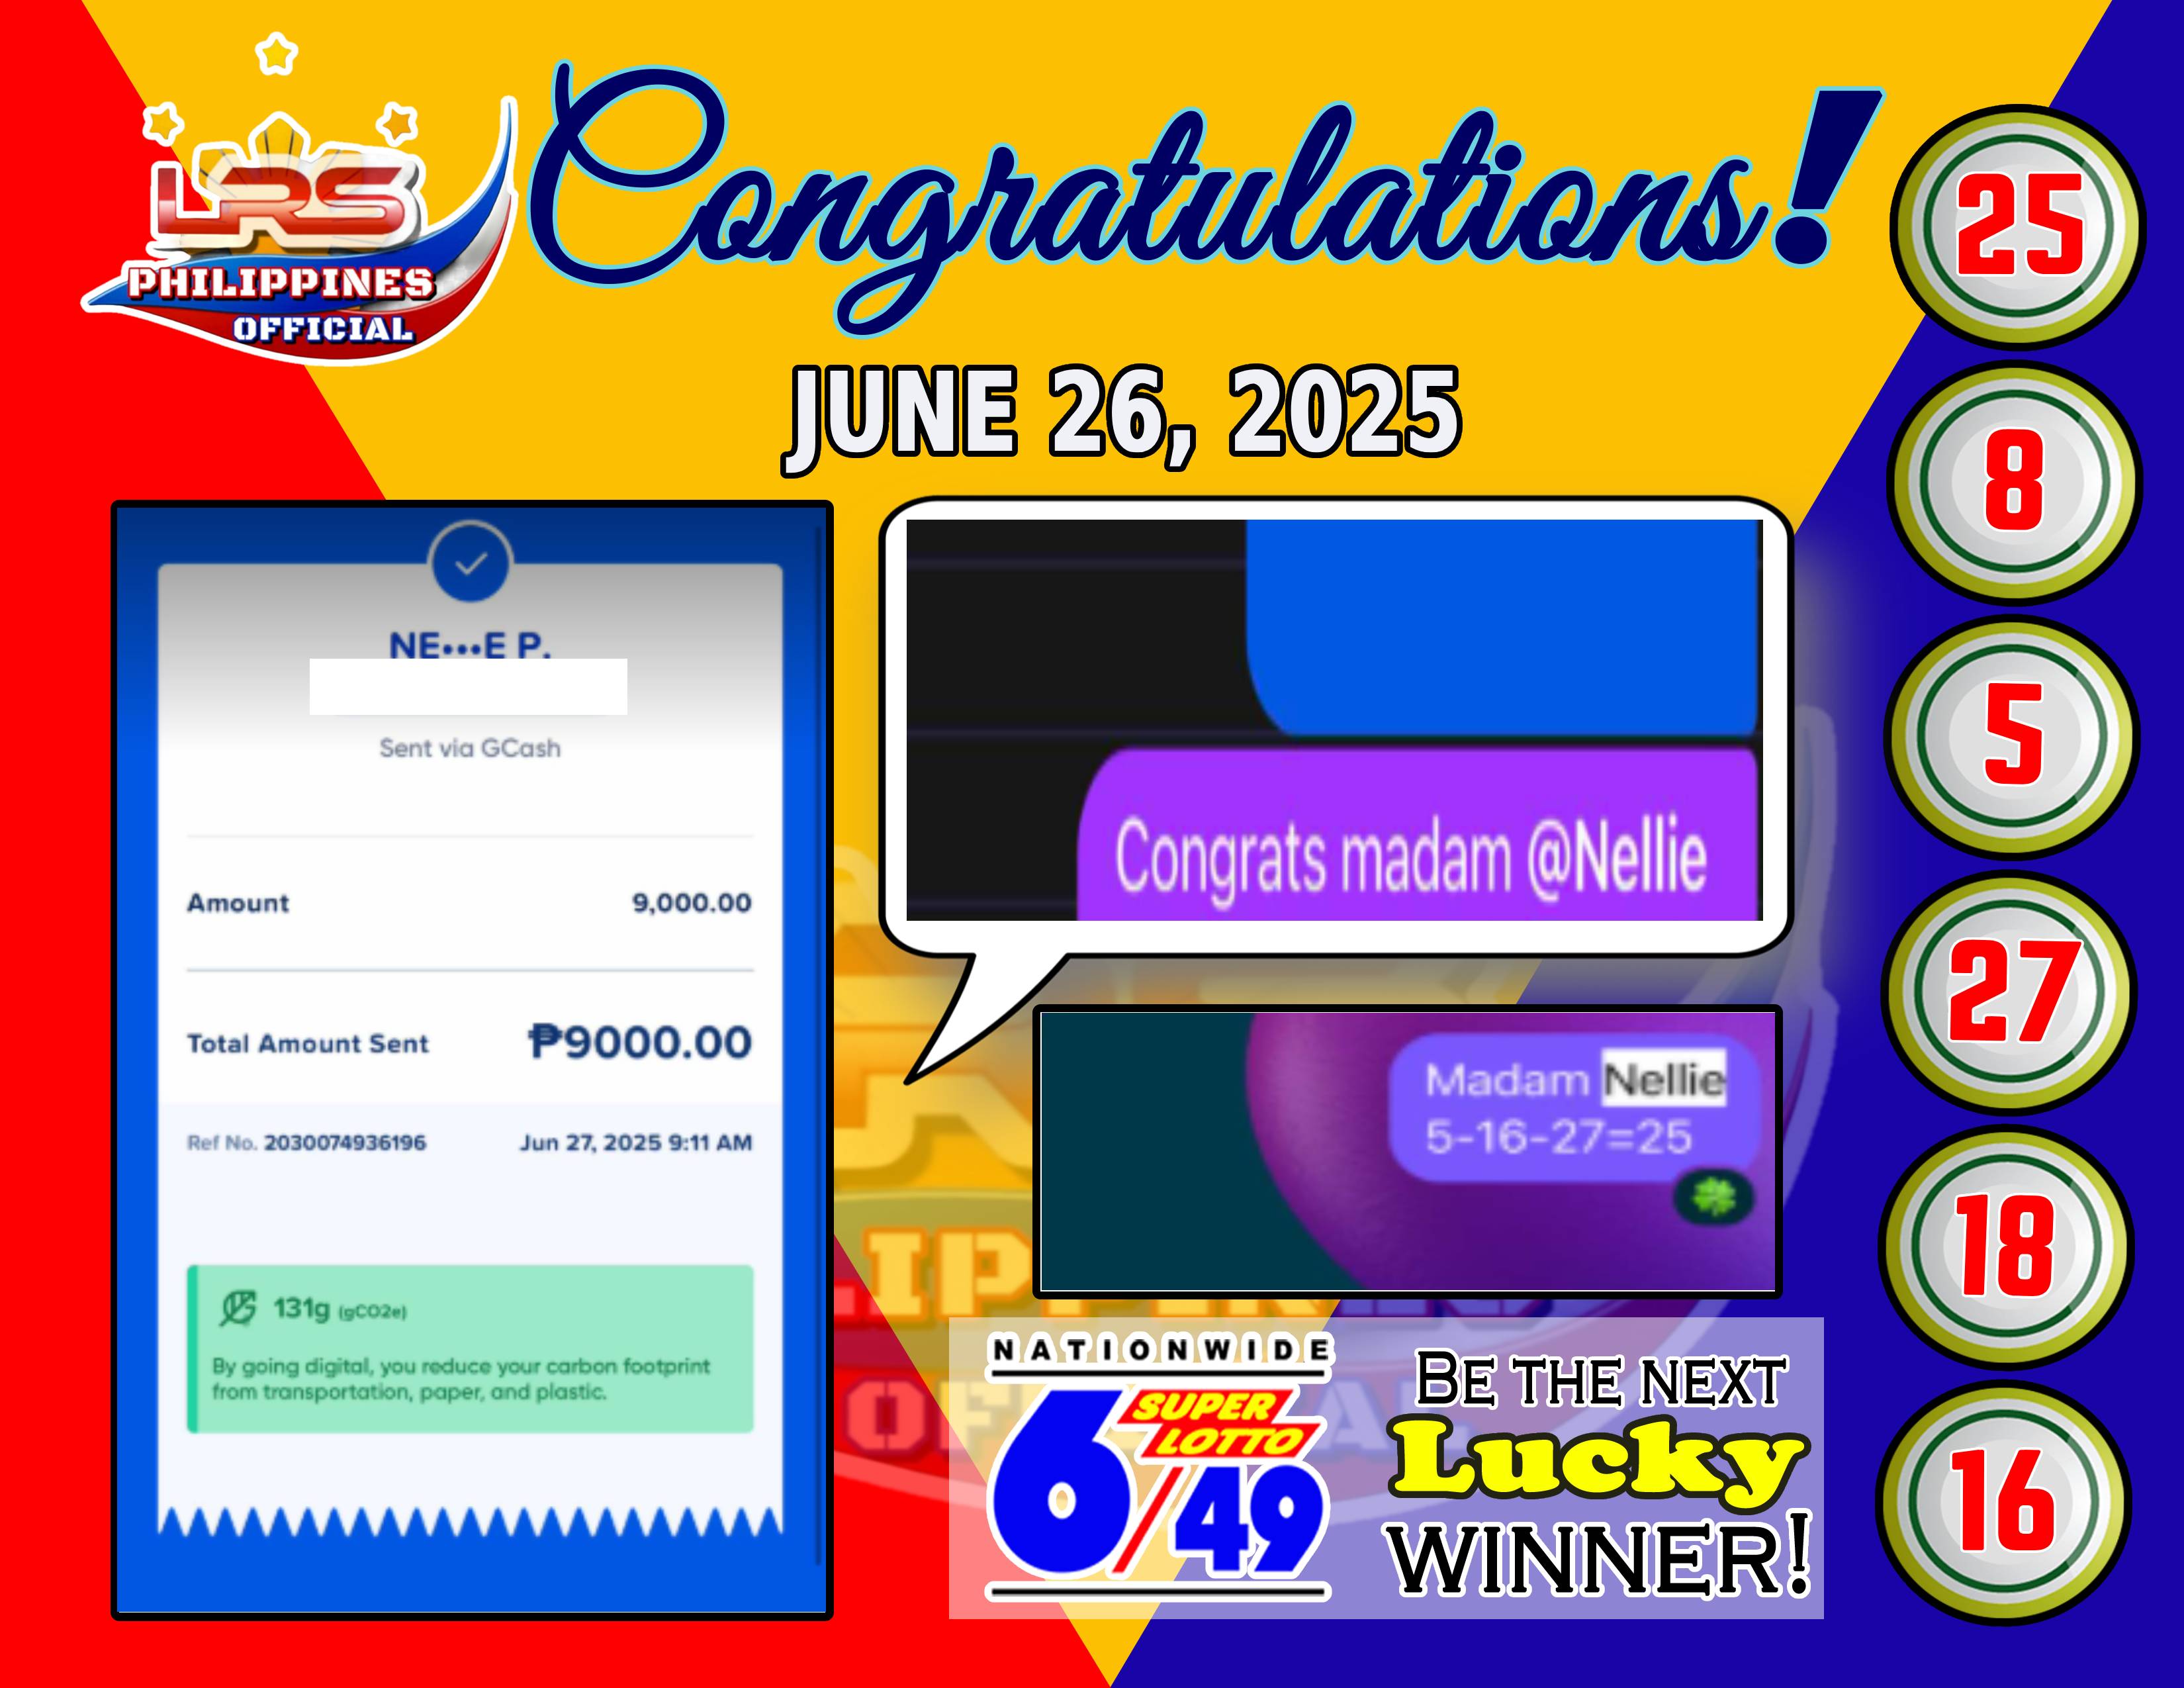 LRS
PHILIPPINES
OFFICIAL
Congratulations!
JUNE 26, 2025
NE•••E P.
Sent via GCash
Amount 9,000.00
Total Amount Sent ₱9000.00
Ref No. 2030074936196 Jun 27, 2025 9:11 AM
131g (gCO2e)
By going digital, you reduce your carbon footprint
from transportation, paper, and plastic.
Congrats madam @Nellie
Madam Nellie
5-16-27=25
NATIONWIDE
SUPER
LOTTO
6/49
BE THE NEXT
Lucky
WINNER!
25
8
5
27
18
16